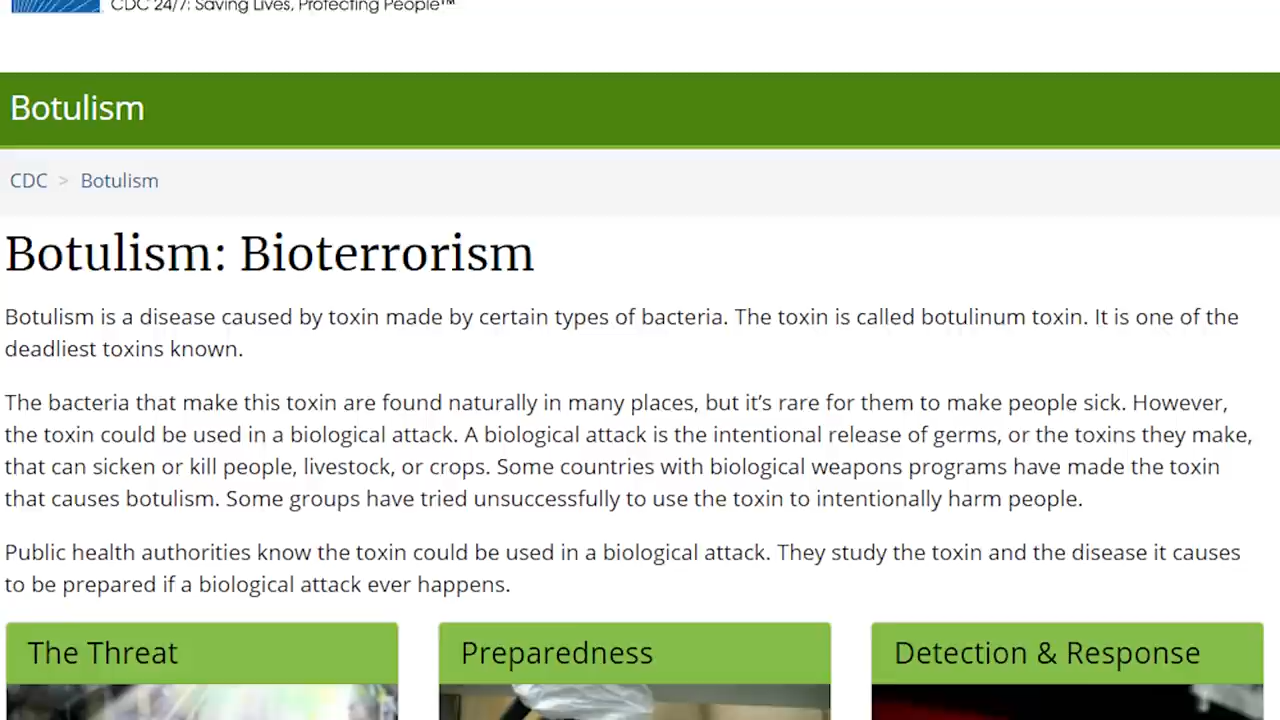 CDC 24/7: Saving Lives, Protecting People™
Botulism
CDC > Botulism
Botulism: Bioterrorism
Botulism is a disease caused by toxin made by certain types of bacteria. The toxin is called botulinum toxin. It is one of the
deadliest toxins known.
The bacteria that make this toxin are found naturally in many places, but it’s rare for them to make people sick. However,
the toxin could be used in a biological attack. A biological attack is the intentional release of germs, or the toxins they make,
that can sicken or kill people, livestock, or crops. Some countries with biological weapons programs have made the toxin
that causes botulism. Some groups have tried unsuccessfully to use the toxin to intentionally harm people.
Public health authorities know the toxin could be used in a biological attack. They study the toxin and the disease it causes
to be prepared if a biological attack ever happens.
The Threat
Preparedness
Detection & Response